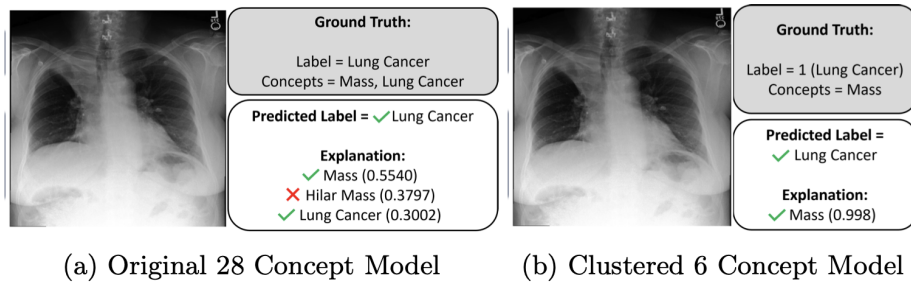 Ground Truth:
Label = Lung Cancer
Concepts = Mass, Lung Cancer
Predicted Label = ✓ Lung Cancer
Explanation:
✓ Mass (0.5540)
✗ Hilar Mass (0.3797)
✓ Lung Cancer (0.3002)
(a) Original 28 Concept Model
Ground Truth:
Label = 1 (Lung Cancer)
Concepts = Mass
Predicted Label =
✓ Lung Cancer
Explanation:
✓ Mass (0.998)
(b) Clustered 6 Concept Model